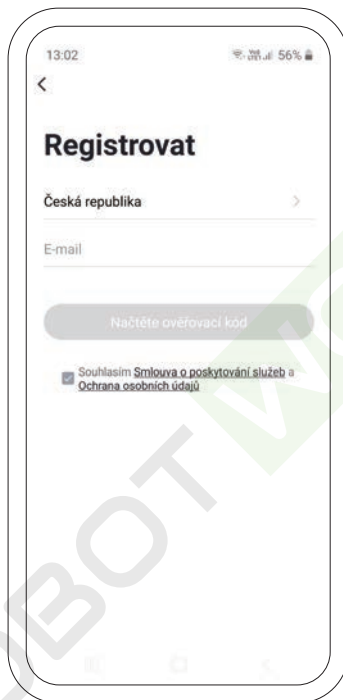 13:02 56%
Registrovat
Česká republika
E-mail
Načtěte ověřovací kód
Souhlasím Smlouva o poskytování služeb a
Ochrana osobních údajů